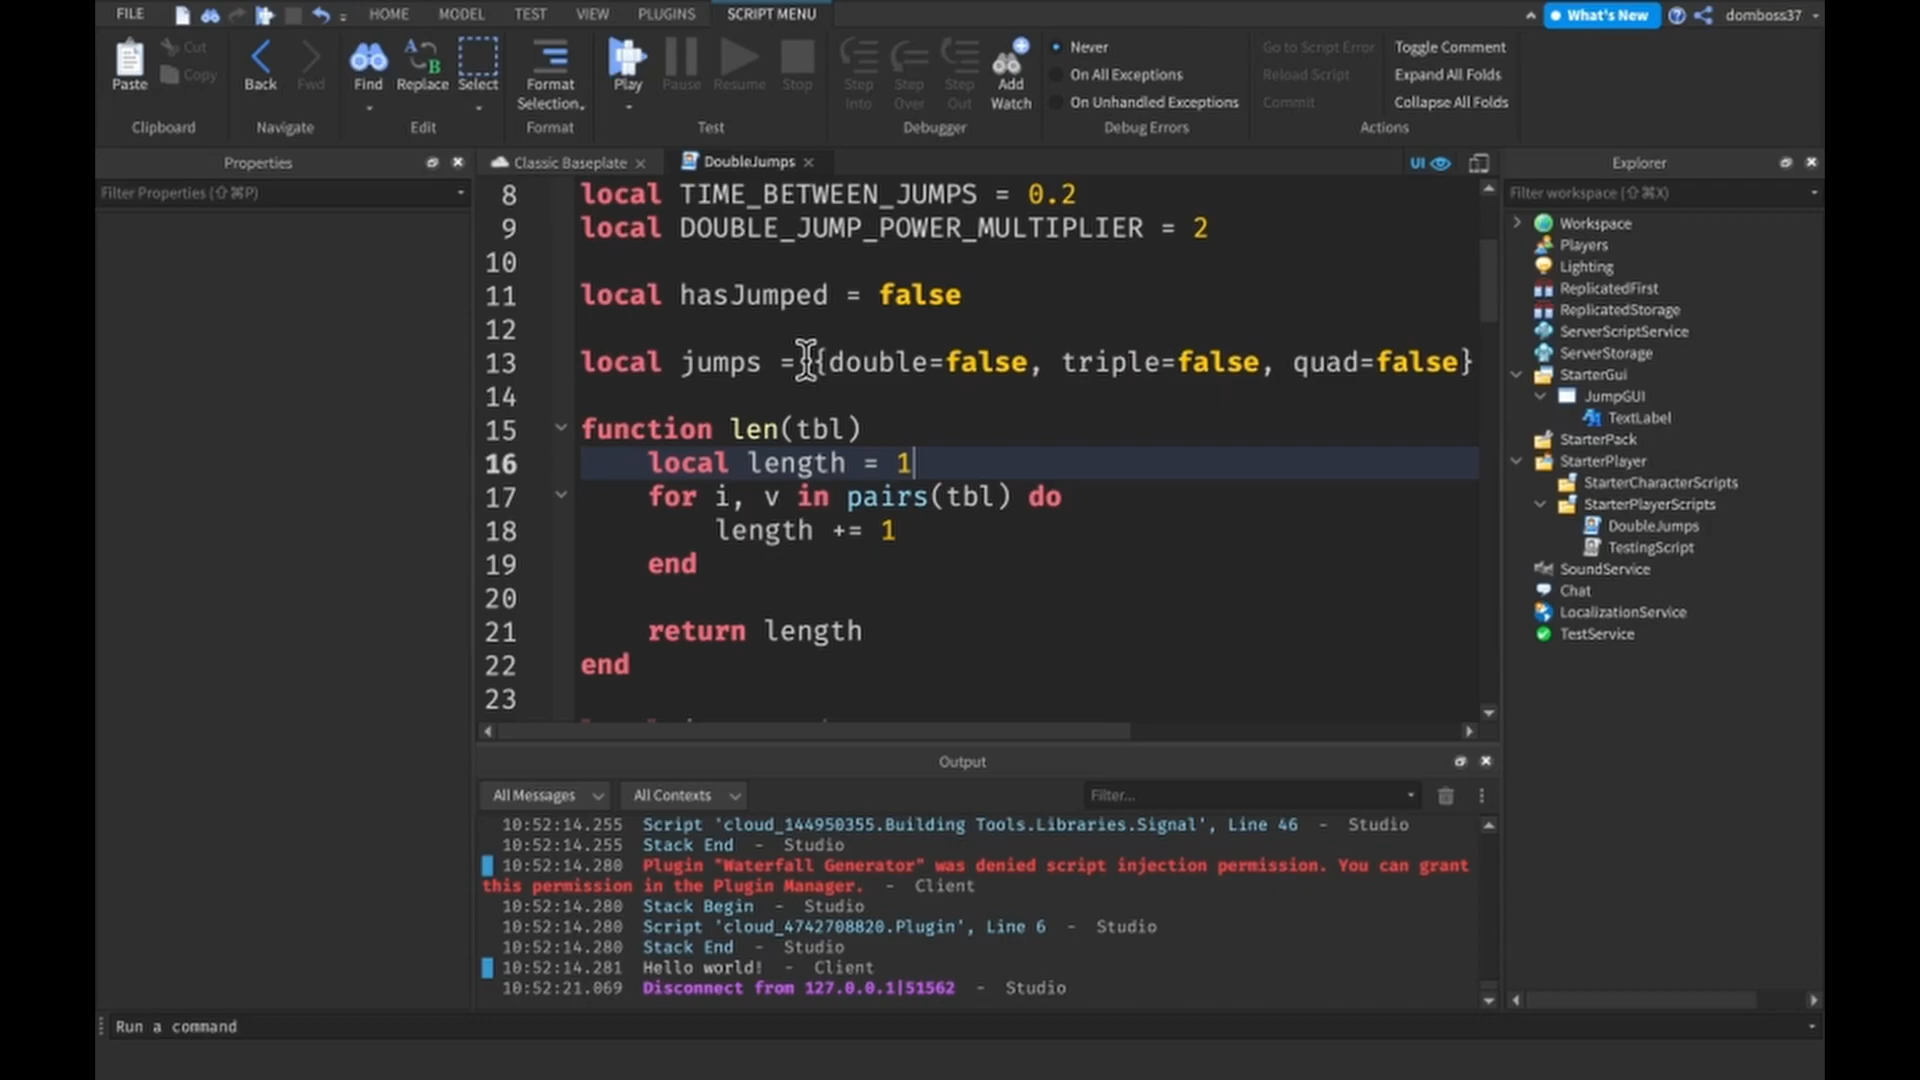 FILE HOME MODEL TEST VIEW PLUGINS SCRIPT MENU What's New domboss37
Paste Cut Copy Back Fwd Find Replace Select Format Selection Play Pause Resume Stop Step Into Step Over Step Out Add Watch
Never
On All Exceptions
On Unhandled Exceptions
Go to Script Error
Reload Script
Commit
Toggle Comment
Expand All Folds
Collapse All Folds
Clipboard Navigate Edit Format Test Debugger Debug Errors Actions
Properties
Filter Properties (⇧⌘P)
Classic Baseplate DoubleJumps UI
8 local TIME_BETWEEN_JUMPS = 0.2
9 local DOUBLE_JUMP_POWER_MULTIPLIER = 2
10
11 local hasJumped = false
12
13 local jumps = {double=false, triple=false, quad=false}
14
15 function len(tbl)
16 local length = 1
17 for i, v in pairs(tbl) do
18 length += 1
19 end
20
21 return length
22 end
23
Output
All Messages All Contexts Filter...
10:52:14.255 Script 'cloud_144950355.Building Tools.Libraries.Signal', Line 46 - Studio
10:52:14.255 Stack End - Studio
10:52:14.280 Plugin "Waterfall Generator" was denied script injection permission. You can grant
this permission in the Plugin Manager. - Client
10:52:14.280 Stack Begin - Studio
10:52:14.280 Script 'cloud_4742708820.Plugin', Line 6 - Studio
10:52:14.280 Stack End - Studio
10:52:14.281 Hello world! - Client
10:52:21.069 Disconnect from 127.0.0.1|51562 - Studio
Run a command
Explorer
Filter workspace (⇧⌘X)
Workspace
Players
Lighting
ReplicatedFirst
ReplicatedStorage
ServerScriptService
ServerStorage
StarterGui
JumpGUI
TextLabel
StarterPack
StarterPlayer
StarterCharacterScripts
StarterPlayerScripts
DoubleJumps
TestingScript
SoundService
Chat
LocalizationService
TestService